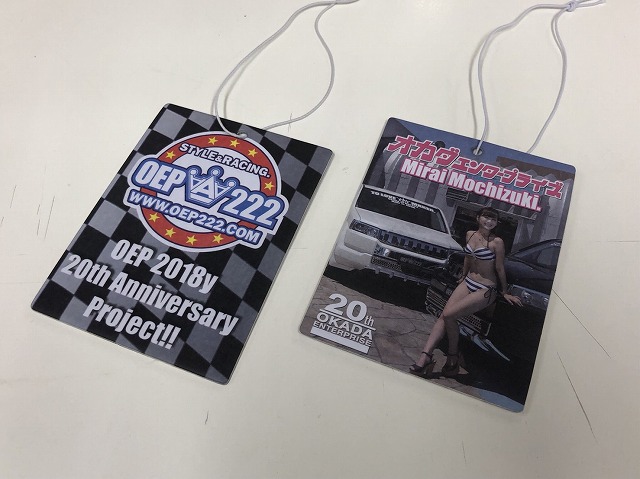 STYLE&RACING.
OEP 222
WWW.OEP222.COM
OEP 2018y
20th Anniversary
Project!!
オカダエンタープライズ
Mirai Mochizuki.
20th
OKADA
ENTERPRISE